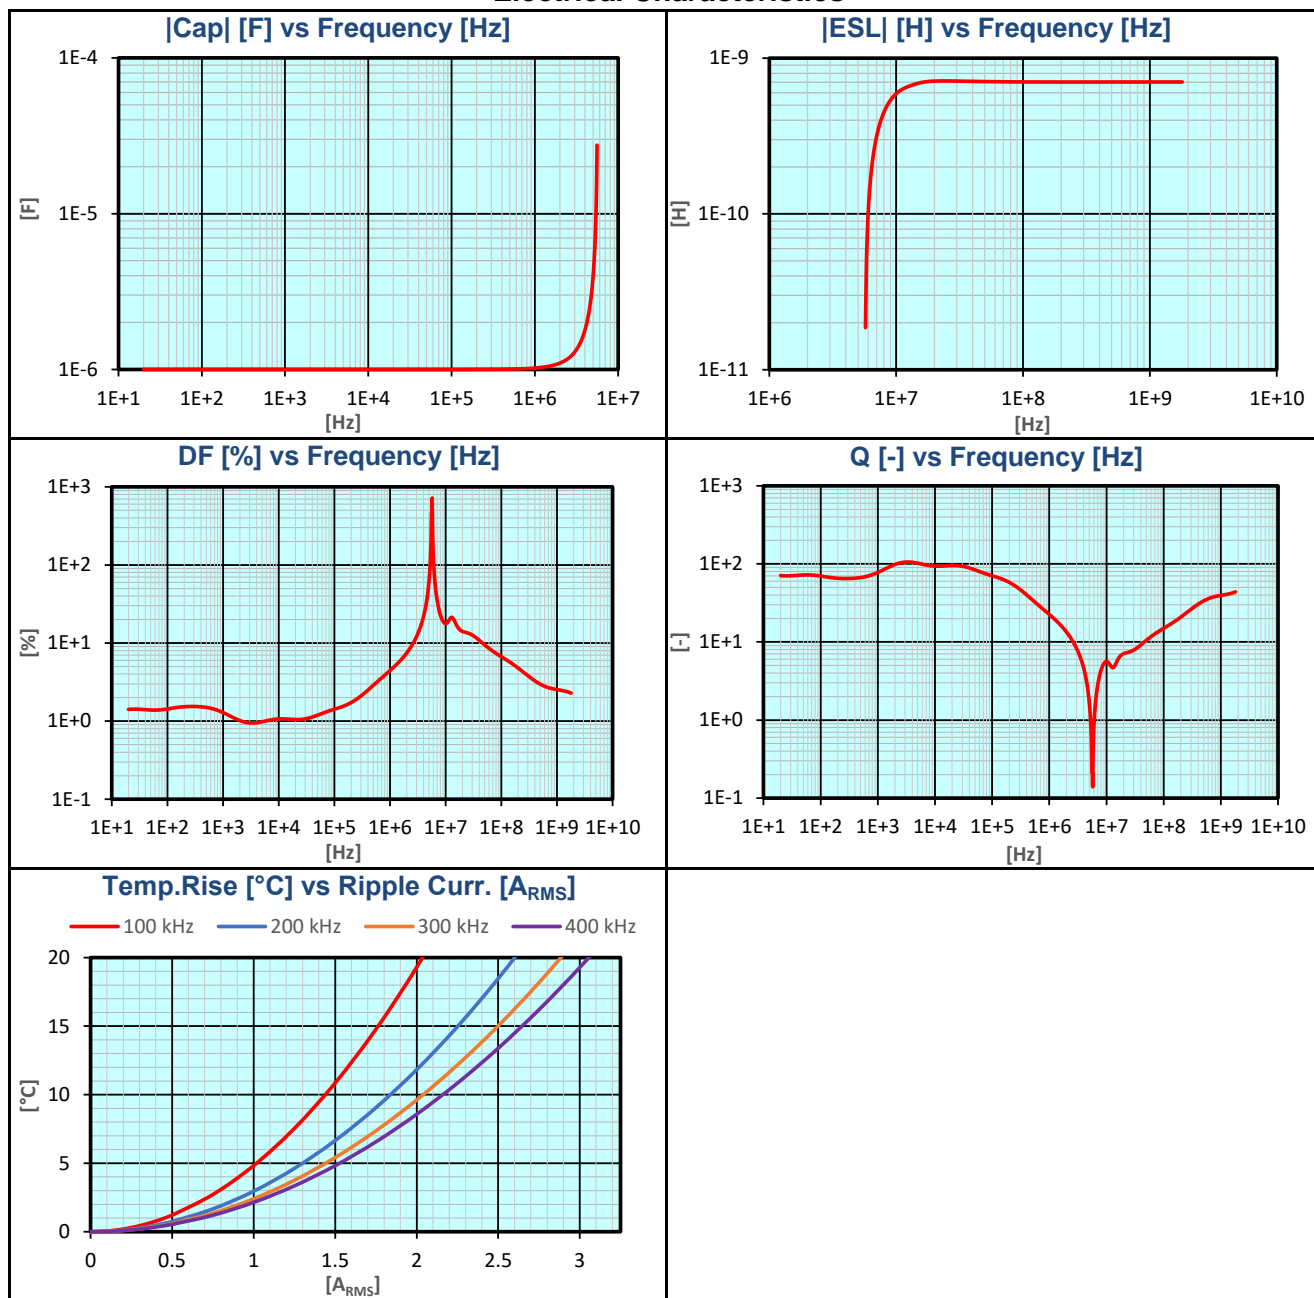 |Cap| [F] vs Frequency [Hz]
1E-4
1E-5
1E-6
[F]
1E+1 1E+2 1E+3 1E+4 1E+5 1E+6 1E+7
[Hz]
|ESL| [H] vs Frequency [Hz]
1E-9
1E-10
1E-11
[H]
1E+6 1E+7 1E+8 1E+9 1E+10
[Hz]
DF [%] vs Frequency [Hz]
1E+3
1E+2
1E+1
1E+0
1E-1
[%]
1E+1 1E+2 1E+3 1E+4 1E+5 1E+6 1E+7 1E+8 1E+9 1E+10
[Hz]
Q [-] vs Frequency [Hz]
1E+3
1E+2
1E+1
1E+0
1E-1
[-]
1E+1 1E+2 1E+3 1E+4 1E+5 1E+6 1E+7 1E+8 1E+9 1E+10
[Hz]
Temp.Rise [°C] vs Ripple Curr. [ARMS]
100 kHz 200 kHz 300 kHz 400 kHz
20
15
10
5
0
[°C]
0 0.5 1 1.5 2 2.5 3
[ARMS]